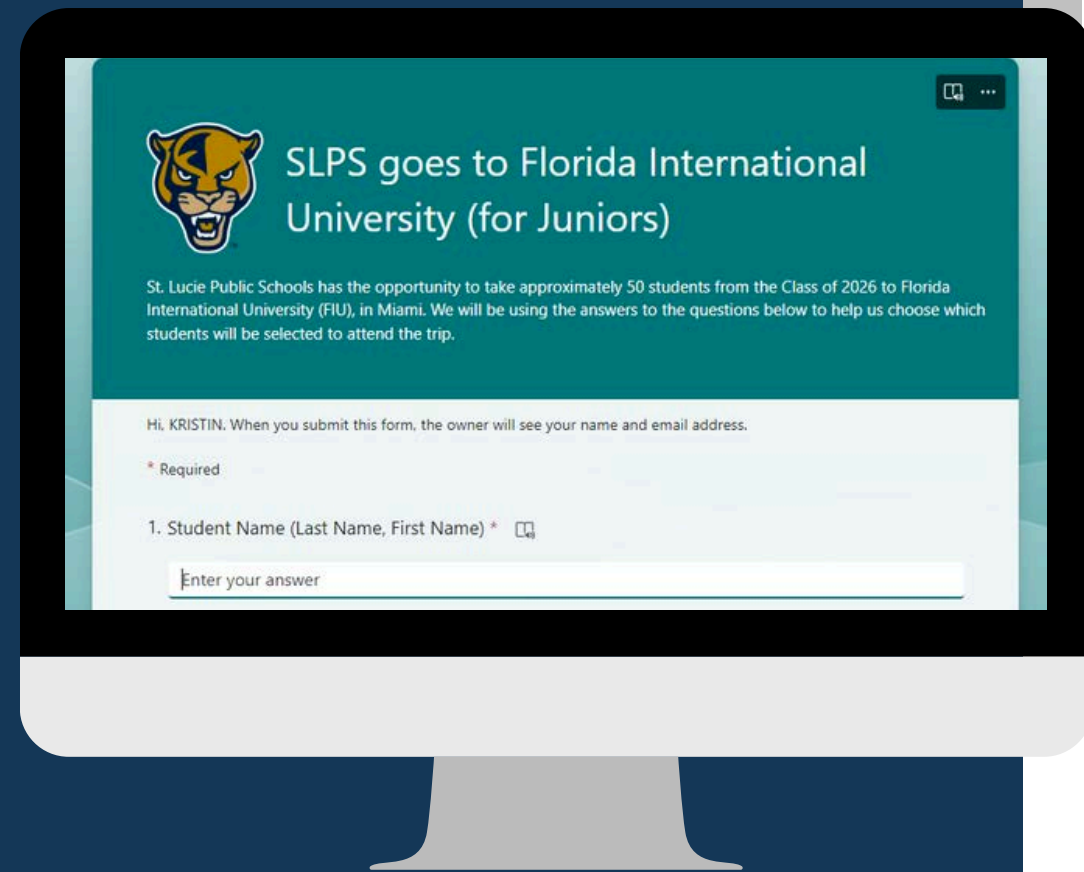 SLPS goes to Florida International
University (for Juniors)
St. Lucie Public Schools has the opportunity to take approximately 50 students from the Class of 2026 to Florida
International University (FIU), in Miami. We will be using the answers to the questions below to help us choose which
students will be selected to attend the trip.
Hi, KRISTIN. When you submit this form, the owner will see your name and email address.
* Required
1. Student Name (Last Name, First Name) *
Enter your answer